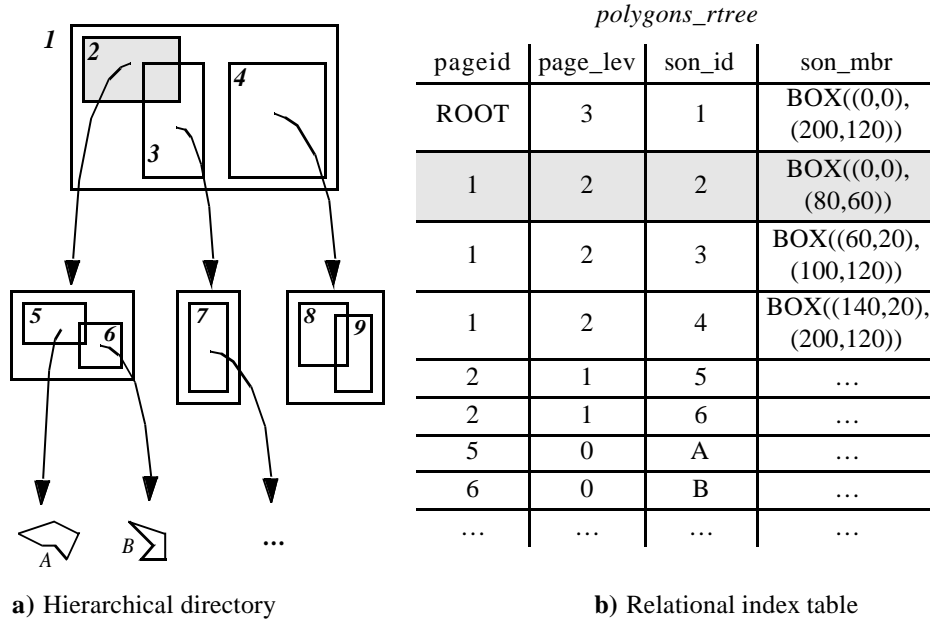 1
2
3
4
5
6
7
8
9
A
B
...
a) Hierarchical directory
polygons_rtree
pageid page_lev son_id son_mbr
ROOT 3 1 BOX((0,0),
(200,120))
1 2 2 BOX((0,0),
(80,60))
1 2 3 BOX((60,20),
(100,120))
1 2 4 BOX((140,20),
(200,120))
2 1 5 …
2 1 6 …
5 0 A …
6 0 B …
… … … …
b) Relational index table